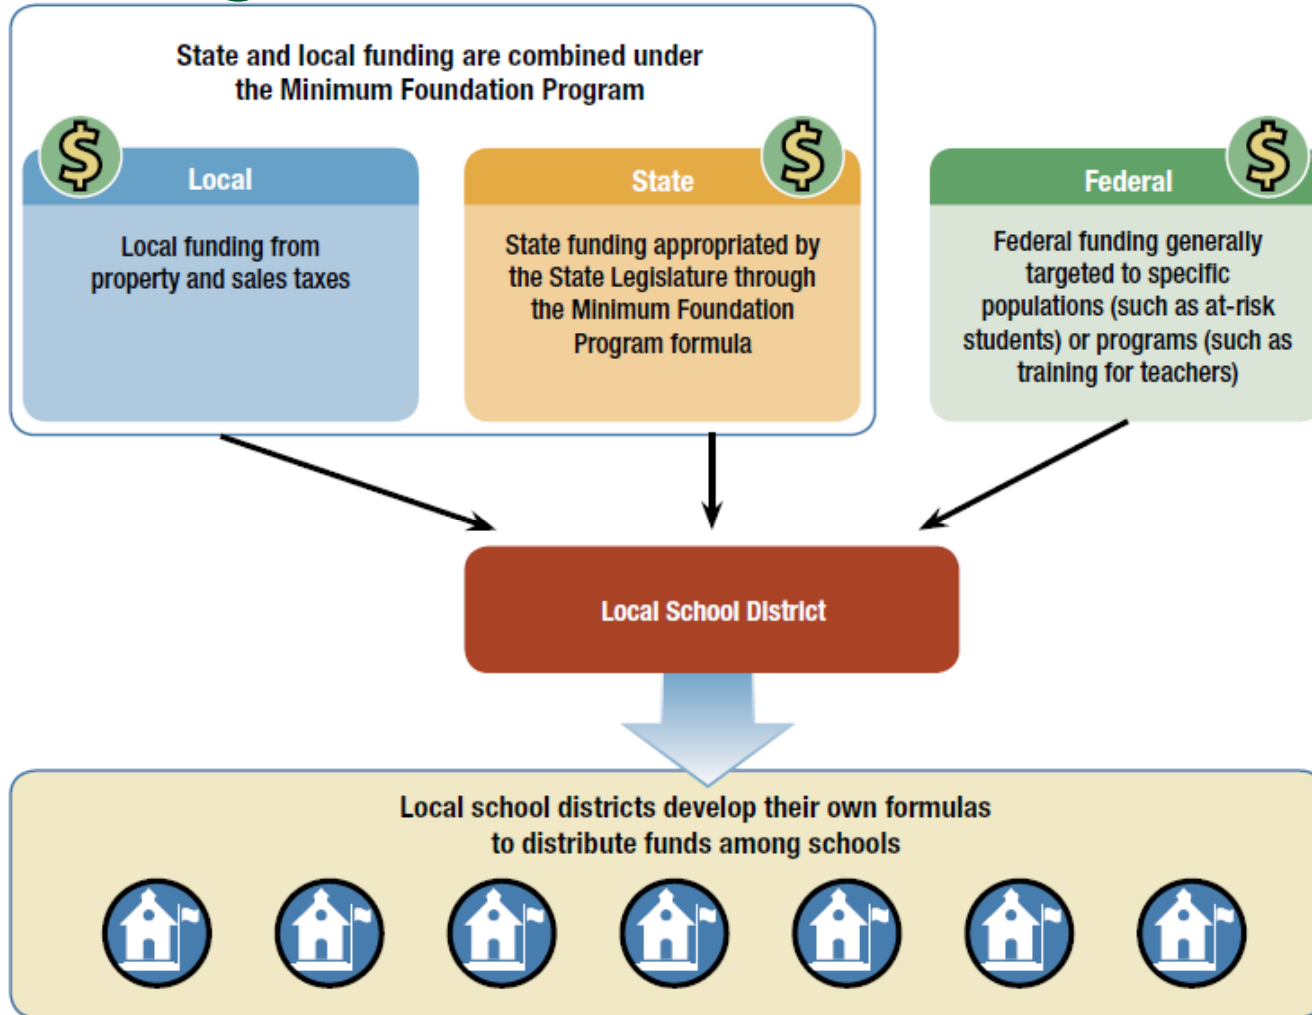 State and local funding are combined under
the Minimum Foundation Program
$
Local
Local funding from
property and sales taxes
$
State
State funding appropriated by
the State Legislature through
the Minimum Foundation
Program formula
$
Federal
Federal funding generally
targeted to specific
populations (such as at-risk
students) or programs (such as
training for teachers)
Local School District
Local school districts develop their own formulas
to distribute funds among schools